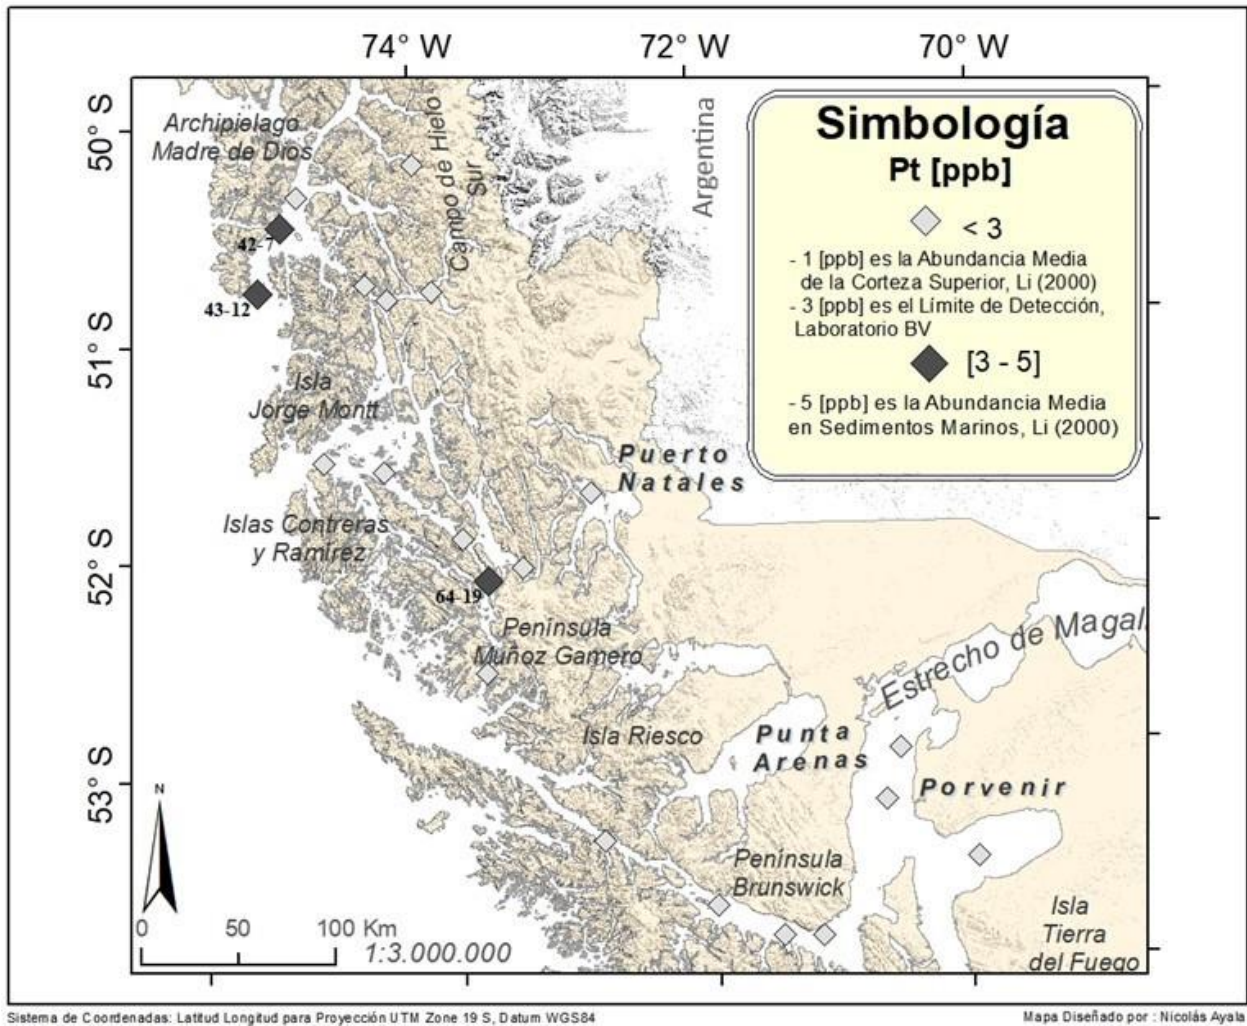 74° W
72° W
70° W
50° S
51° S
52° S
53° S
Archipielago
Madre de Dios
Campo de Hielo
Sur
Argentina
Simbología
Pt [ppb]
< 3
- 1 [ppb] es la Abundancia Media
de la Corteza Superior, Li (2000)
- 3 [ppb] es el Límite de Detección,
Laboratorio BV
[3 - 5]
- 5 [ppb] es la Abundancia Media
en Sedimentos Marinos, Li (2000)
42-7
43-12
Isla
Jorge Montt
Puerto
Natales
Islas Contreras
y Ramírez
64-19
Península
Muñoz Gamero
Estrecho de Magal
Isla Riesco
Punta
Arenas
Porvenir
Península
Brunswick
Isla
Tierra
del Fuego
N
0 50 100 Km
1:3.000.000
Sistema de Coordenadas: Latitud Longitud para Proyección UTM Zone 19 S, Datum WGS84
Mapa Diseñado por : Nicolás Ayala